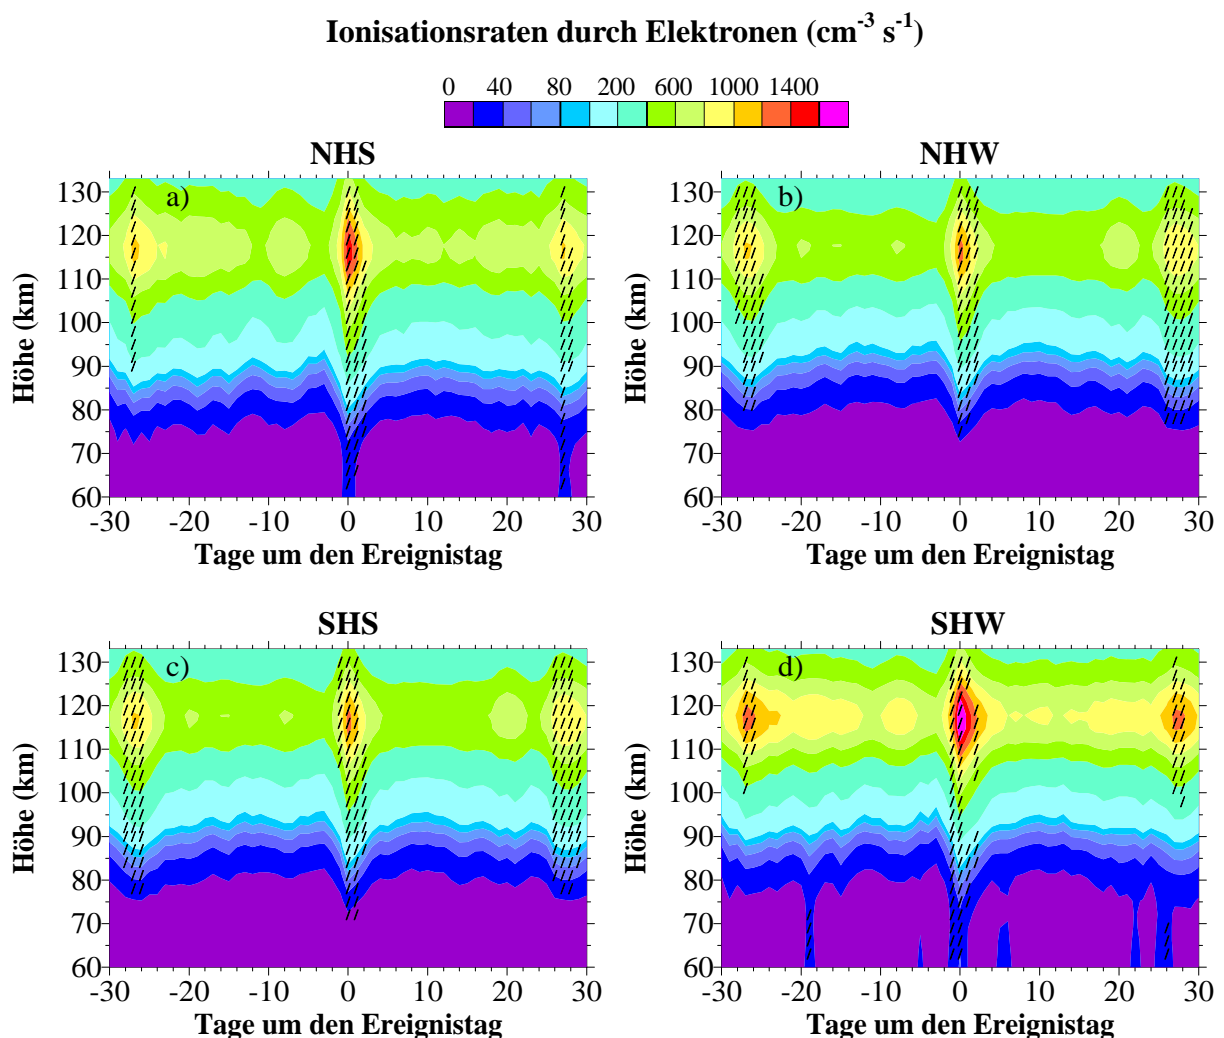 Ionisationsraten durch Elektronen (cm⁻³ s⁻¹)
0 40 80 200 600 1000 1400
NHS
a)
130
120
110
100
90
80
70
60
Höhe (km)
-30 -20 -10 0 10 20 30
Tage um den Ereignistag
NHW
b)
130
120
110
100
90
80
70
60
Höhe (km)
-30 -20 -10 0 10 20 30
Tage um den Ereignistag
SHS
c)
130
120
110
100
90
80
70
60
Höhe (km)
-30 -20 -10 0 10 20 30
Tage um den Ereignistag
SHW
d)
130
120
110
100
90
80
70
60
Höhe (km)
-30 -20 -10 0 10 20 30
Tage um den Ereignistag